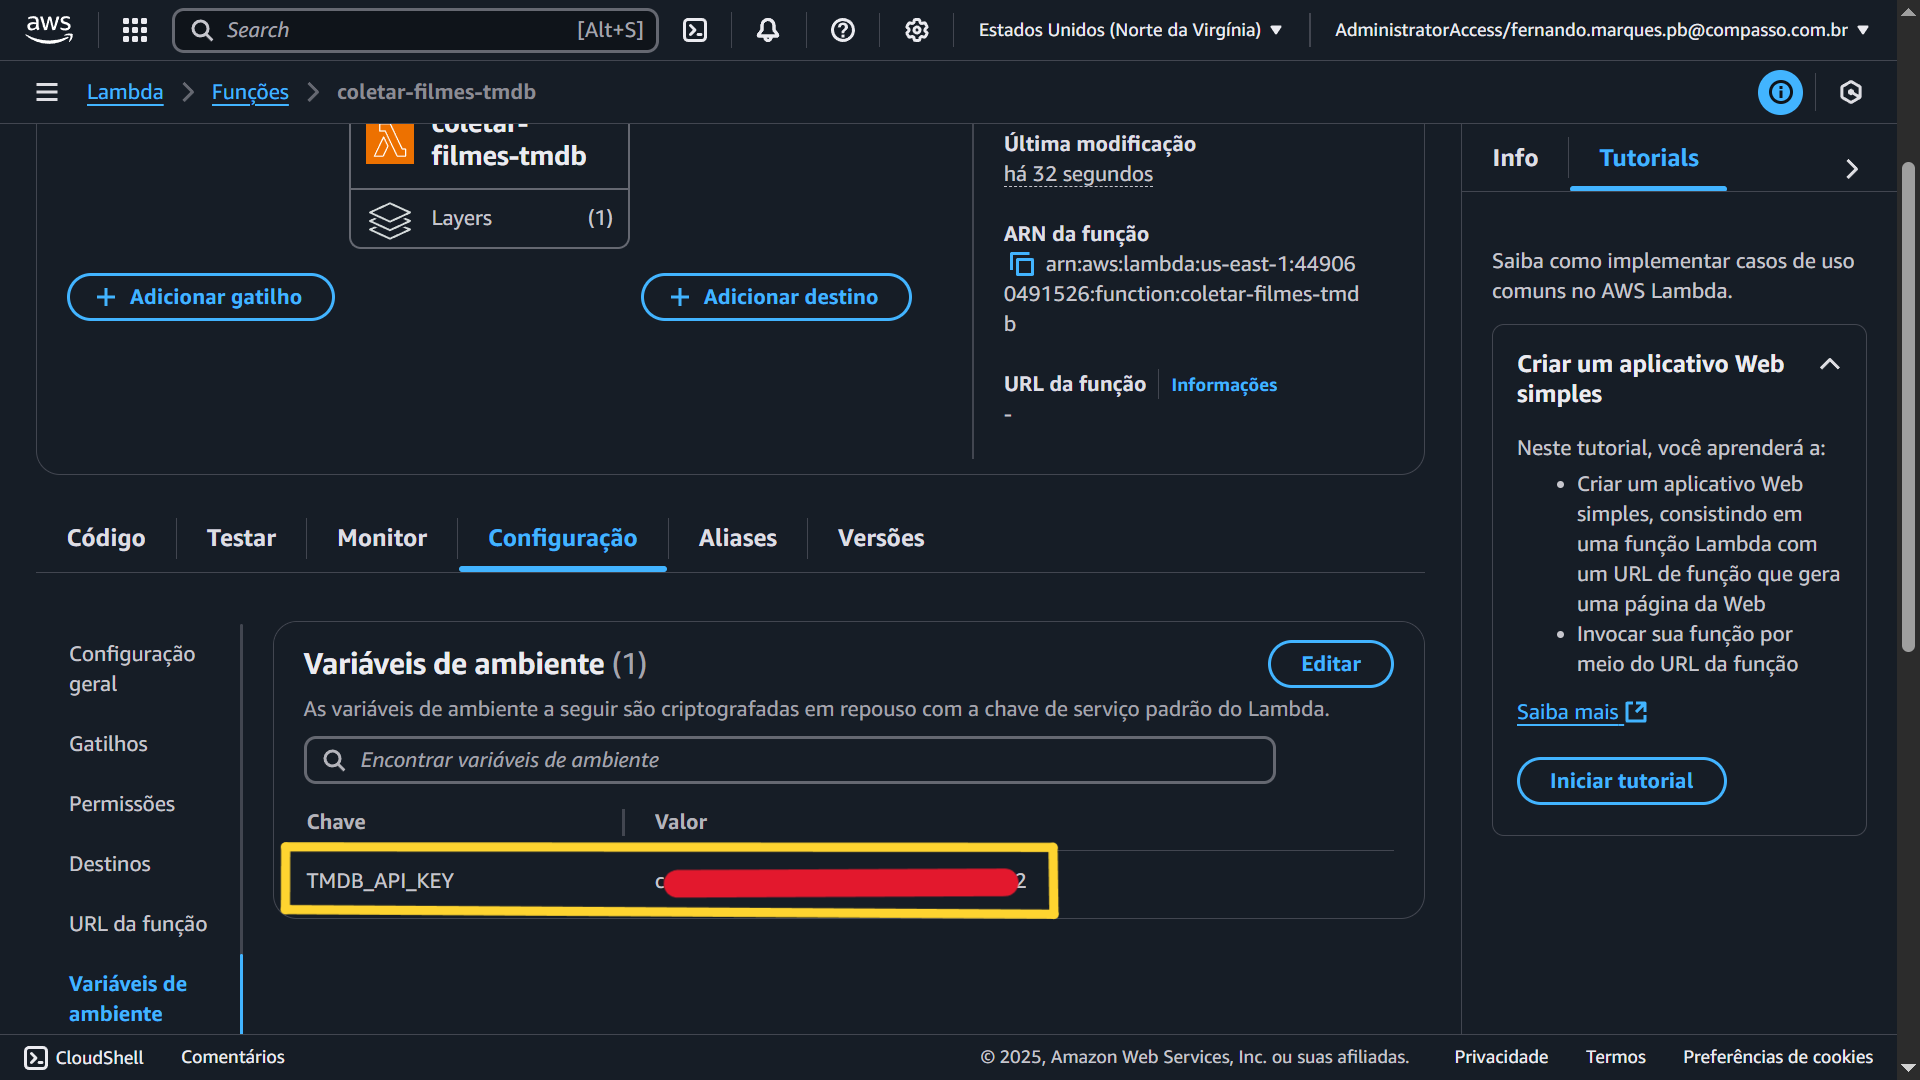 aws
Search
[Alt+S]
Estados Unidos (Norte da Virgínia)
AdministratorAccess/fernando.marques.pb@compasso.com.br
Lambda
Funções
coletar-filmes-tmdb
coletar-
filmes-tmdb
Layers
(1)
Adicionar gatilho
Adicionar destino
Última modificação
há 32 segundos
ARN da função
arn:aws:lambda:us-east-1:44906
0491526:function:coletar-filmes-tmd
b
URL da função
Informações
-
Info
Tutorials
Saiba como implementar casos de uso
comuns no AWS Lambda.
Criar um aplicativo Web
simples
Neste tutorial, você aprenderá a:
• Criar um aplicativo Web
simples, consistindo em
uma função Lambda com
um URL de função que gera
uma página da Web
• Invocar sua função por
meio do URL da função
Saiba mais
Iniciar tutorial
Código
Testar
Monitor
Configuração
Aliases
Versões
Configuração
geral
Gatilhos
Permissões
Destinos
URL da função
Variáveis de
ambiente
Variáveis de ambiente (1)
Editar
As variáveis de ambiente a seguir são criptografadas em repouso com a chave de serviço padrão do Lambda.
Encontrar variáveis de ambiente
Chave
Valor
TMDB_API_KEY
c
2
CloudShell
Comentários
© 2025, Amazon Web Services, Inc. ou suas afiliadas.
Privacidade
Termos
Preferências de cookies